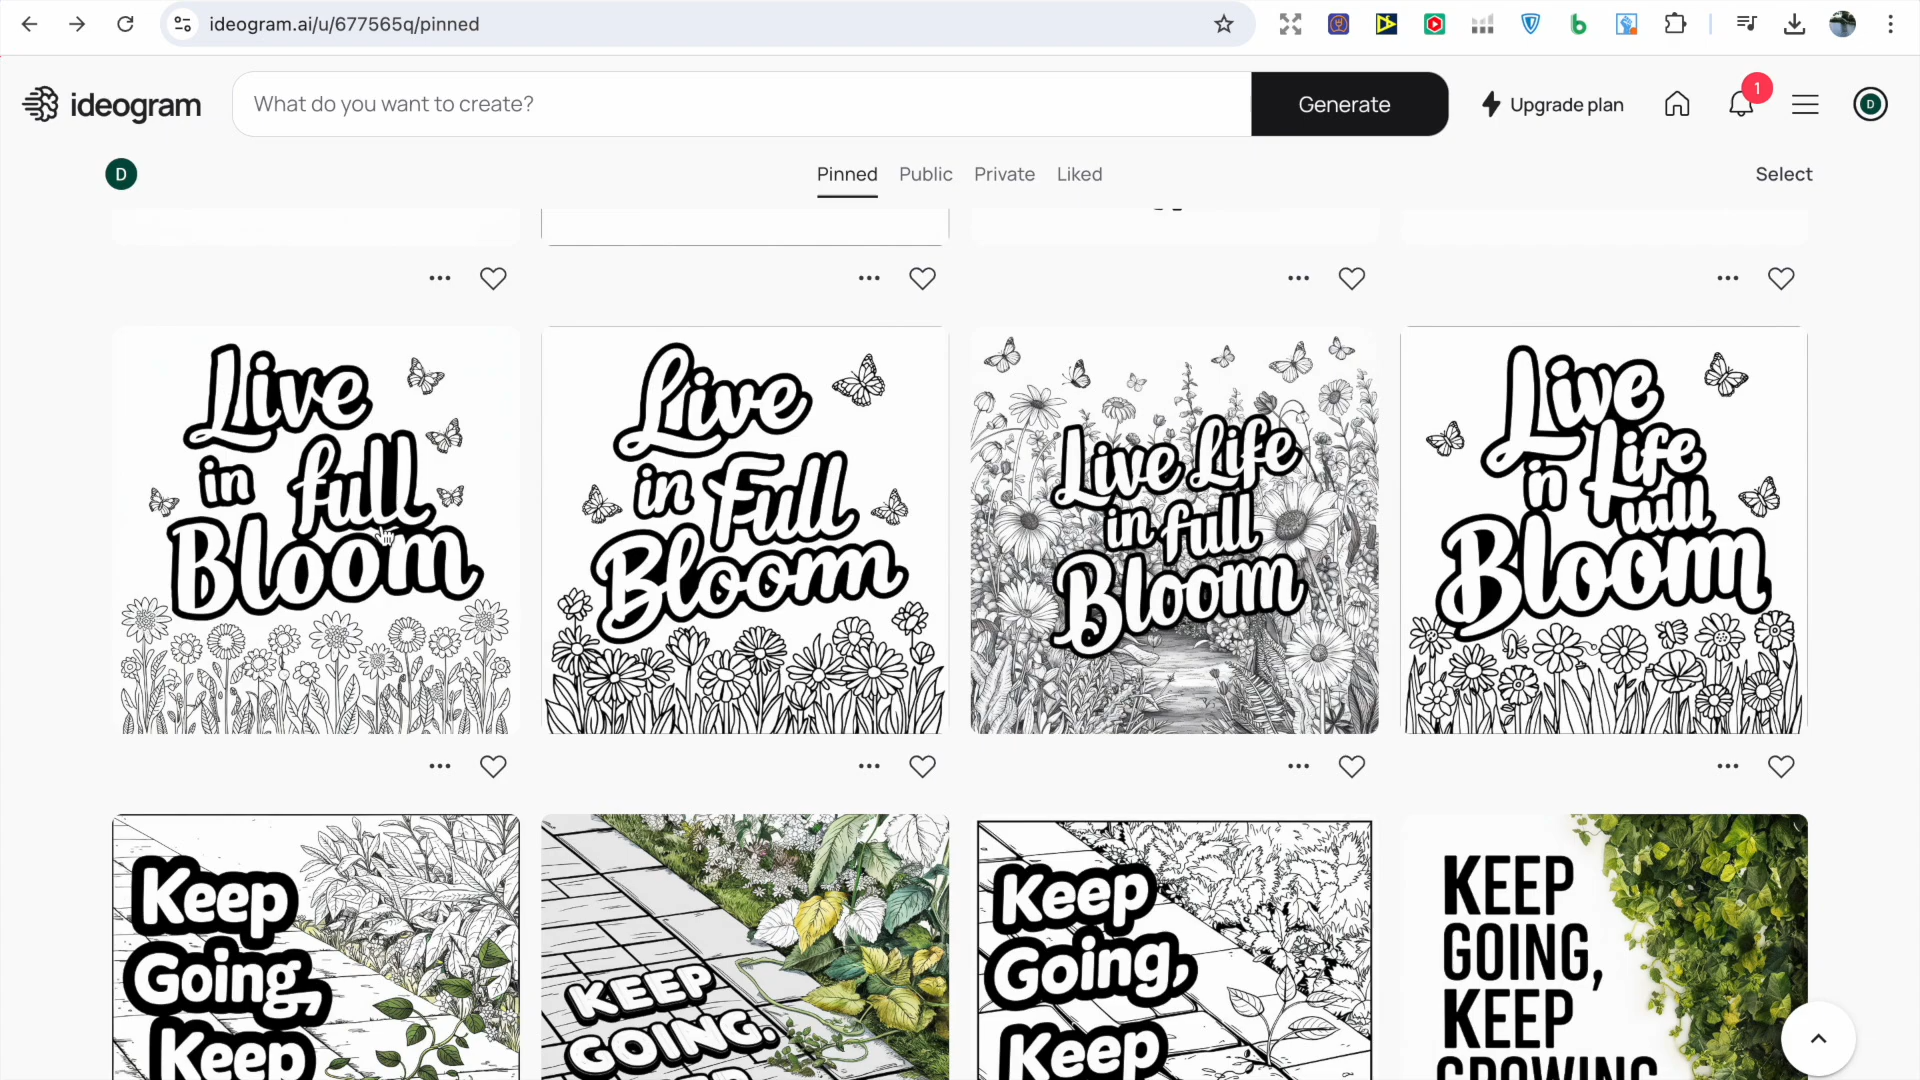 ideogram.ai/u/677565q/pinned
ideogram
What do you want to create?
Generate
Upgrade plan
1
D
D
Pinned
Public
Private
Liked
Select
Live
in full
Bloom
Live
in Full
Bloom
Live Life
in full
Bloom
Live
in Life
will
Bloom
Keep
Going,
Keep
KEEP
GOING.
Keep
Going,
Keep
KEEP
GOING,
KEEP
GROWING